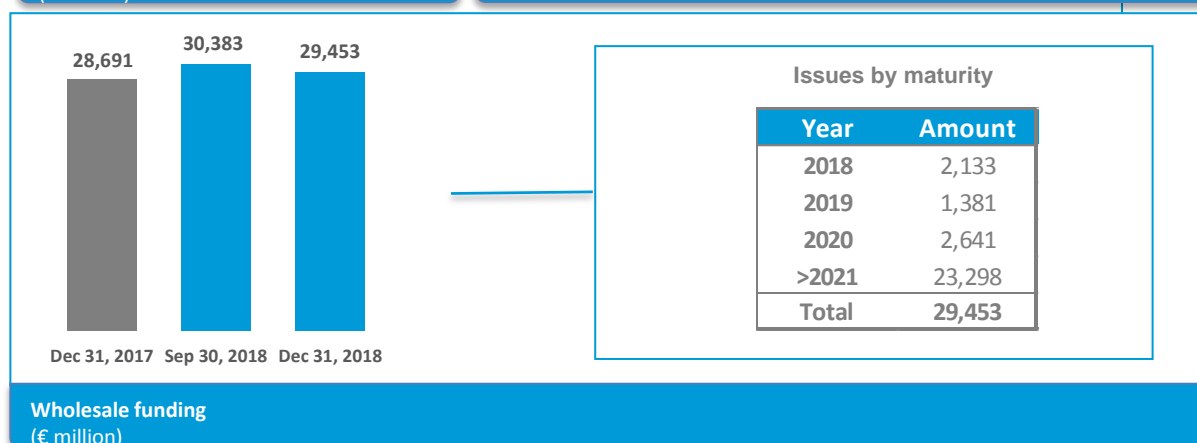 28,691
30,383
29,453
Dec 31, 2017 Sep 30, 2018 Dec 31, 2018
Issues by maturity
Year Amount
2018 2,133
2019 1,381
2020 2,641
>2021 23,298
Total 29,453
Wholesale funding
(€ million)